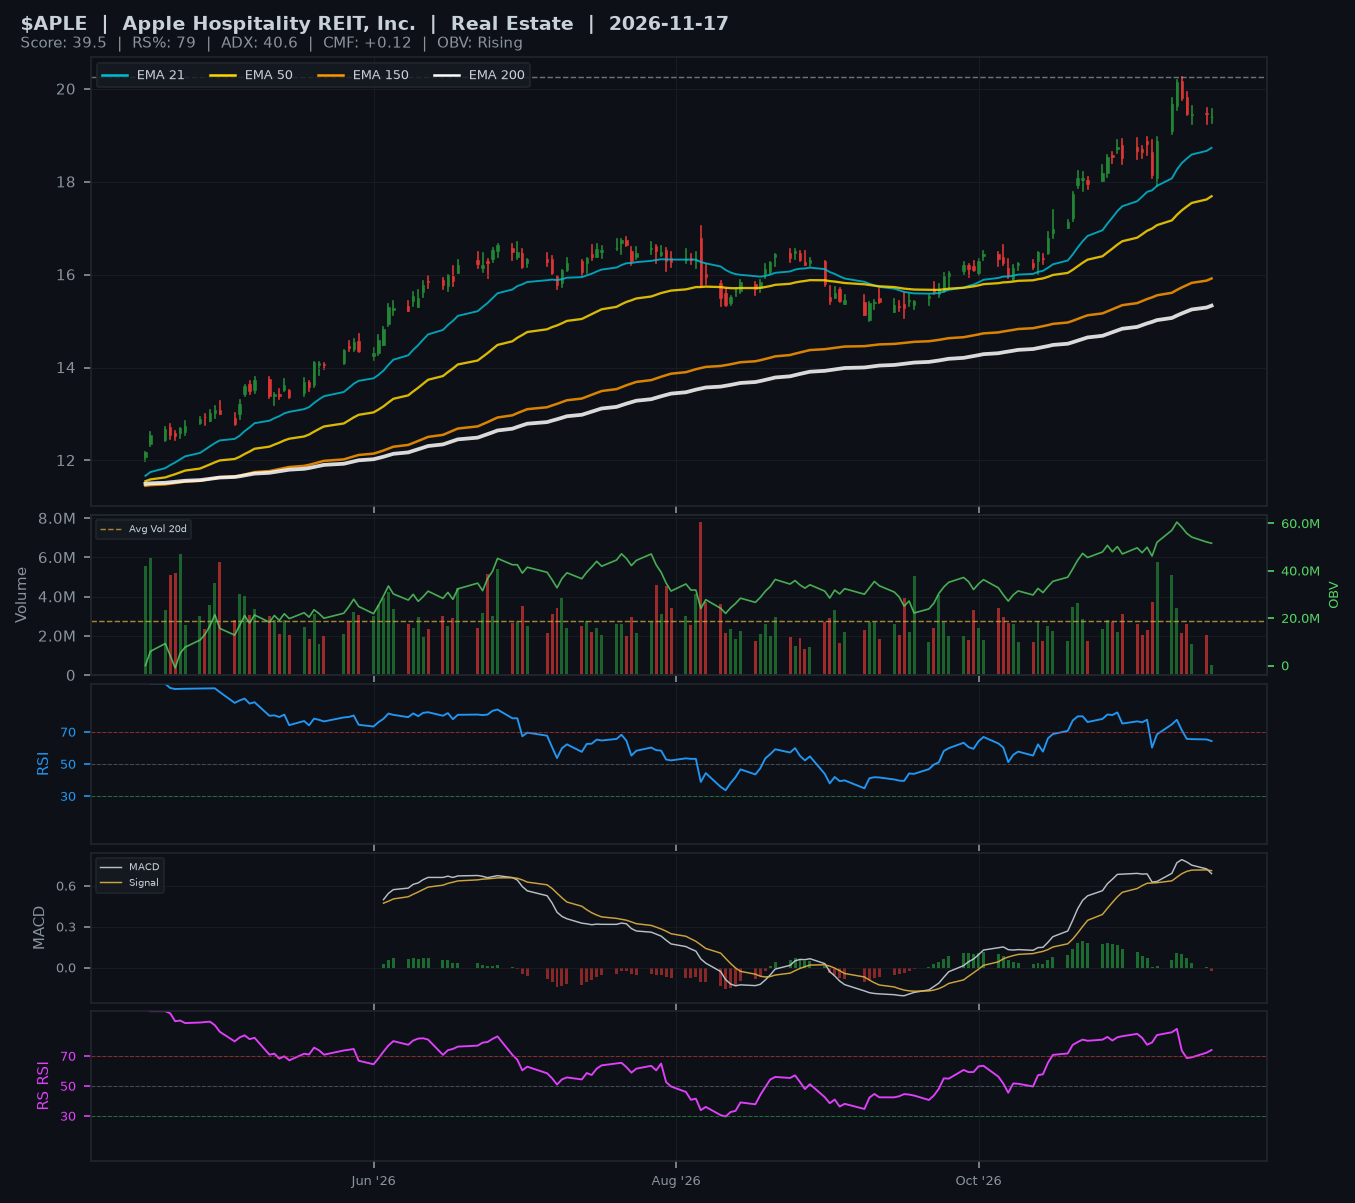 $APLE | Apple Hospitality REIT, Inc. | Real Estate | 2026-11-17
Score: 39.5 | RS%: 79 | ADX: 40.6 | CMF: +0.12 | OBV: Rising
EMA 21 EMA 50 EMA 150 EMA 200
20
18
16
14
12
Avg Vol 20d
8.0M
6.0M
4.0M
2.0M
0
Volume
60.0M
40.0M
20.0M
0
OBV
70
50
30
RSI
MACD
Signal
0.6
0.3
0.0
MACD
70
50
30
RS RSI
Jun '26 Aug '26 Oct '26